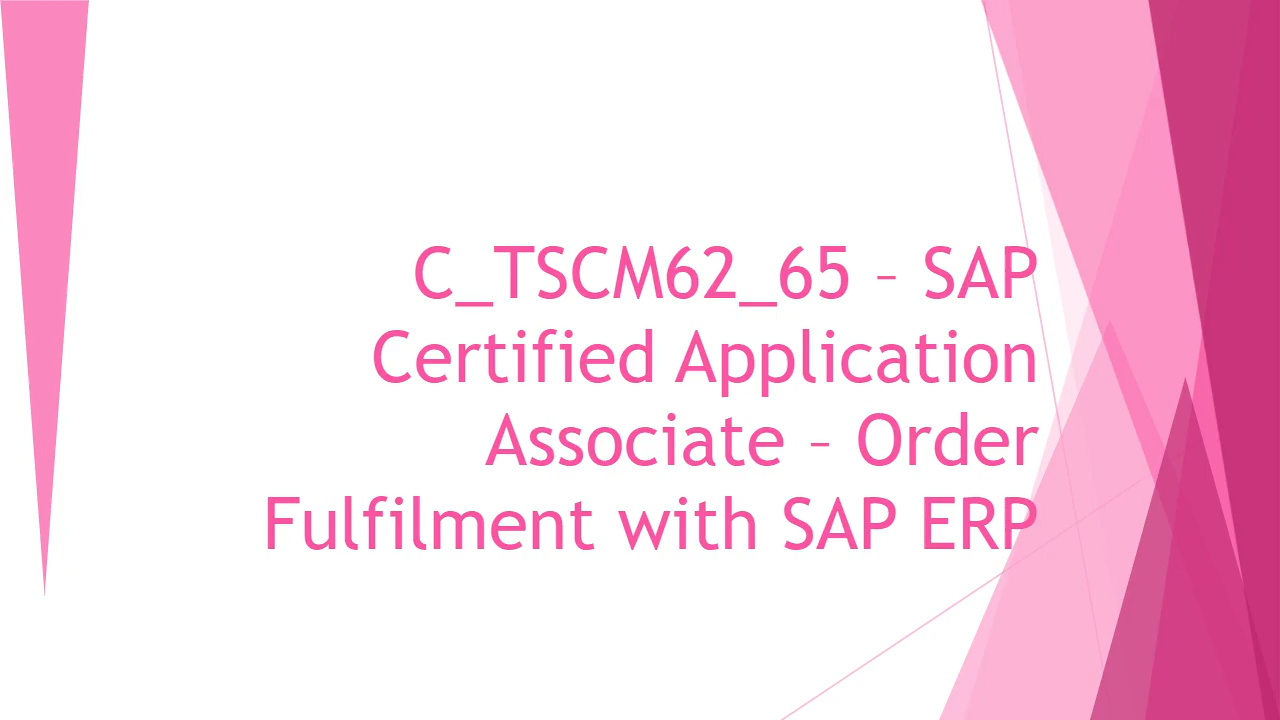 C_TSCM62_65 – SAP
Certified Application
Associate – Order
Fulfilment with SAP ERP